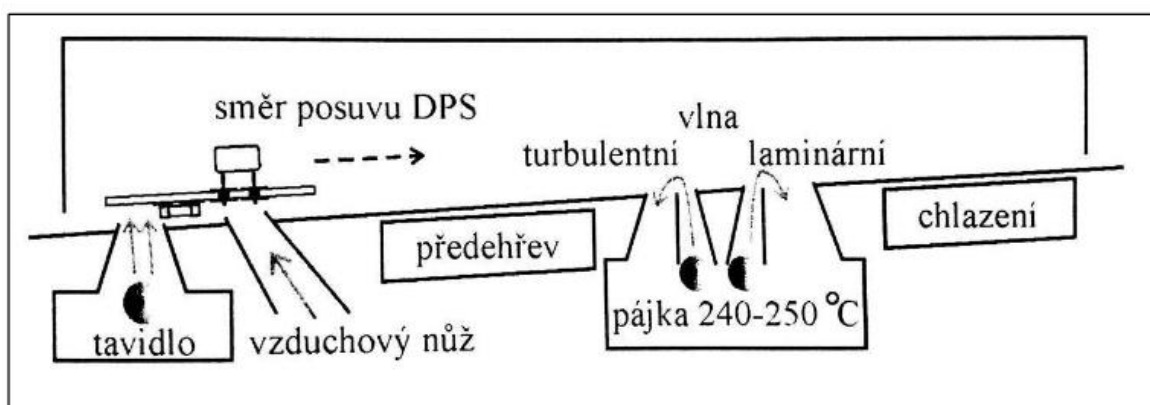 směr posuvu DPS
vlna
turbulentní
laminární
předehřev
chlazení
tavidlo
vzduchový nůž
pájka 240-250 °C